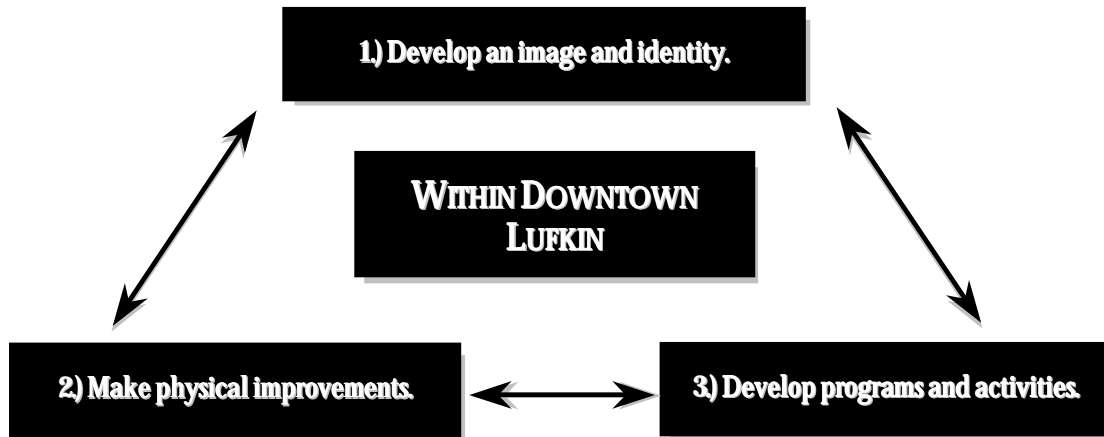 1.) Develop an image and identity.
WITHIN DOWNTOWN
LUFKIN
2.) Make physical improvements.
3.) Develop programs and activities.